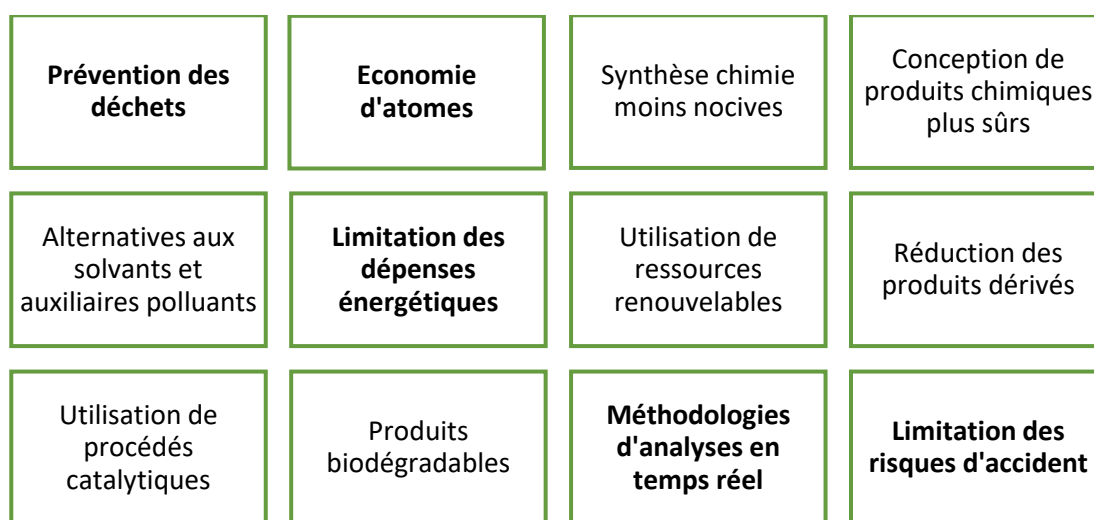 Prévention des
déchets
Economie
d'atomes
Synthèse chimie
moins nocives
Conception de
produits chimiques
plus sûrs
Alternatives aux
solvants et
auxiliaires polluants
Limitation des
dépenses
énergétiques
Utilisation de
ressources
renouvelables
Réduction des
produits dérivés
Utilisation de
procédés
catalytiques
Produits
biodégradables
Méthodologies
d'analyses en
temps réel
Limitation des
risques d'accident